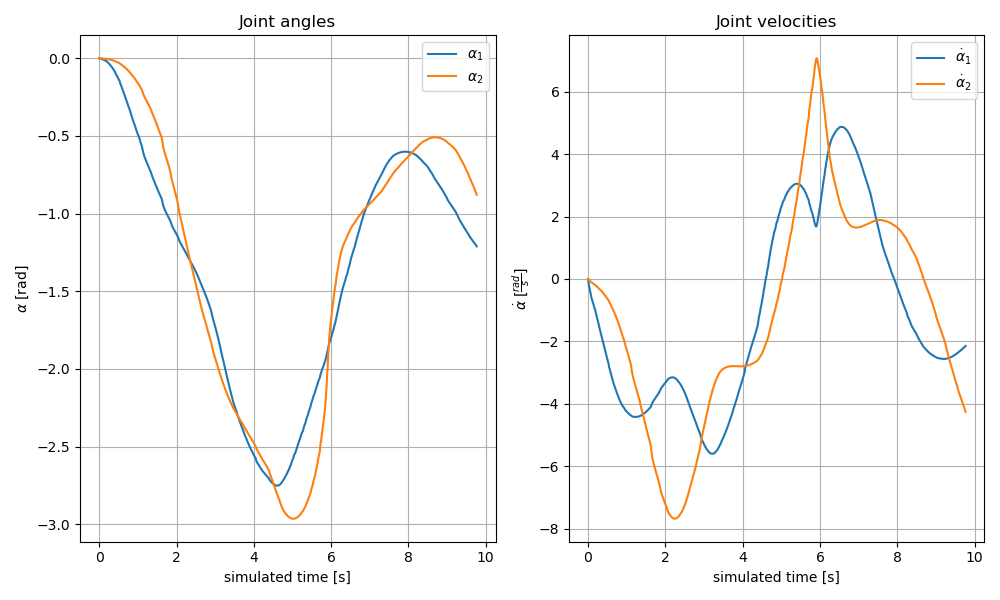 Joint angles
α₁
α₂
0.0
−0.5
−1.0
−1.5
−2.0
−2.5
−3.0
α [rad]
0 2 4 6 8 10
simulated time [s]
Joint velocities
α̇₁
α̇₂
6
4
2
0
−2
−4
−6
−8
α̇ [rad/s]
0 2 4 6 8 10
simulated time [s]